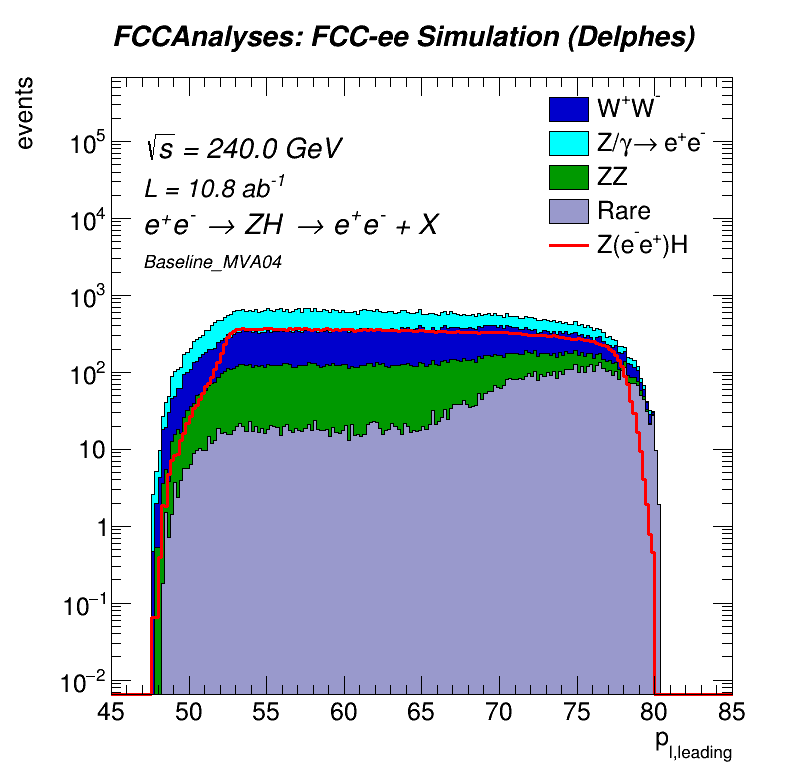 FCCAnalyses: FCC-ee Simulation (Delphes)
events
√s = 240.0 GeV
L = 10.8 ab⁻¹
e⁺e⁻ → ZH → e⁺e⁻ + X
Baseline_MVA04
W⁺W⁻
Z/γ→ e⁺e⁻
ZZ
Rare
Z(e⁻e⁺)H
10⁵
10⁴
10³
10²
10
1
10⁻¹
10⁻²
45 50 55 60 65 70 75 80 85
p_l,leading